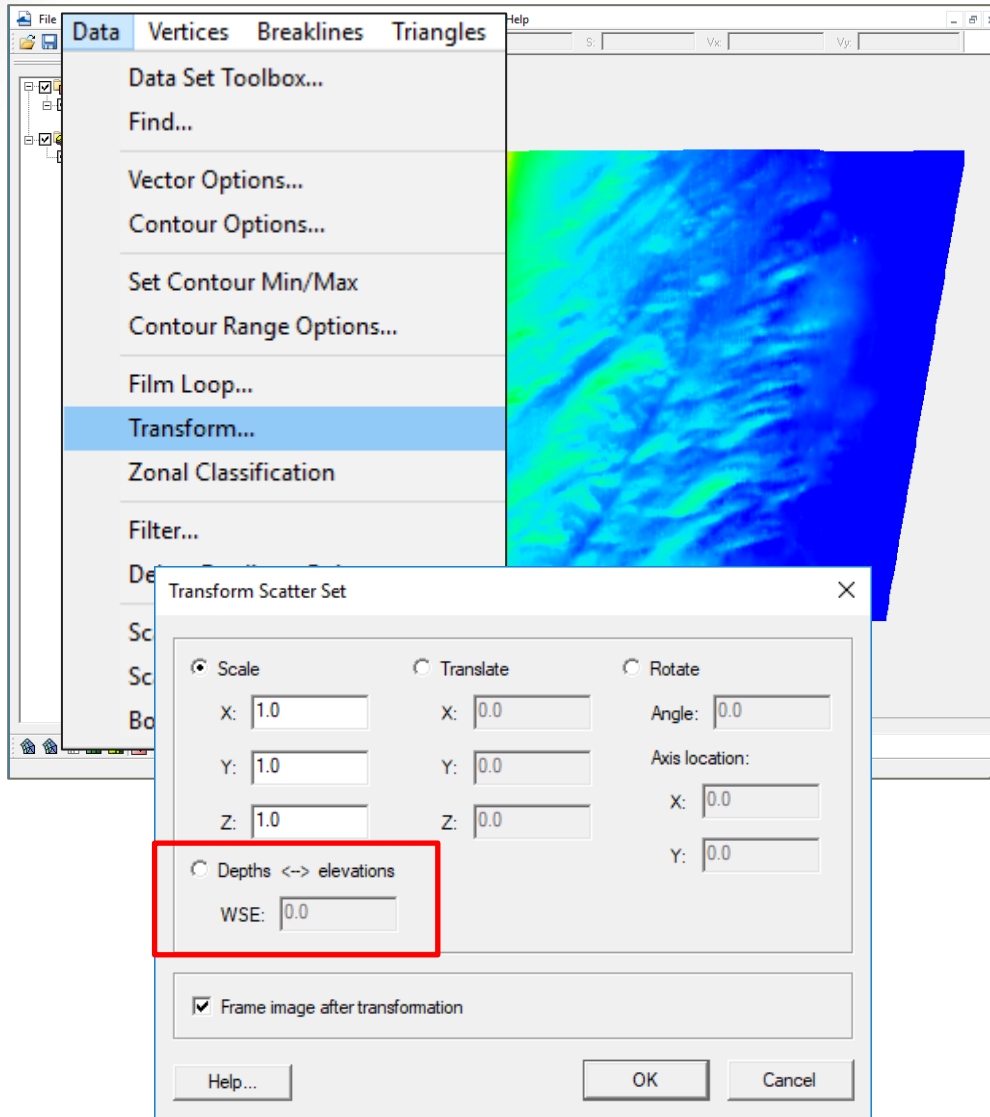 File
Help
Data Vertices Breaklines Triangles
S: Vx: Vy:
Data Set Toolbox...
Find...
Vector Options...
Contour Options...
Set Contour Min/Max
Contour Range Options...
Film Loop...
Transform...
Zonal Classification
Filter...
Transform Scatter Set
Scale Translate Rotate
X: 1.0 X: 0.0 Angle: 0.0
Y: 1.0 Y: 0.0 Axis location:
Z: 1.0 Z: 0.0 X: 0.0
Y: 0.0
Depths <--> elevations
WSE: 0.0
Frame image after transformation
Help... OK Cancel